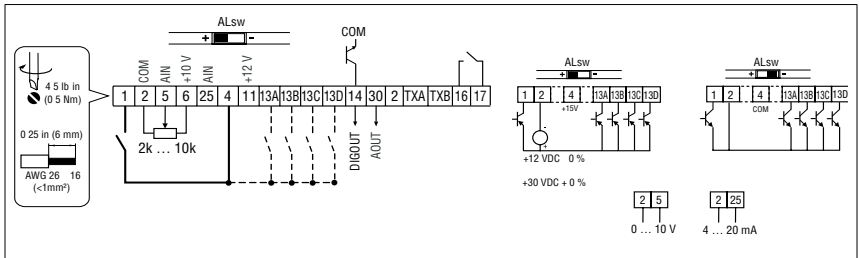 ALsw
+ -
COM
4 5 lb in
(0 5 Nm)
0 25 in (6 mm)
AWG 26 16
(<1mm²)
COM
AIN
+10 V
AIN
+12 V
1 2 5 6 25 4 11 13A 13B 13C 13D 14 30 2 TXA TXB 16 17
2k ... 10k
DIGOUT
AOUT
ALsw
+ -
1 2 4 13A 13B 13C 13D
+15V
- +
+12 VDC 0 %
+30 VDC + 0 %
2 5
0 ... 10 V
ALsw
+ -
1 2 4 13A 13B 13C 13D
COM
2 25
4 ... 20 mA